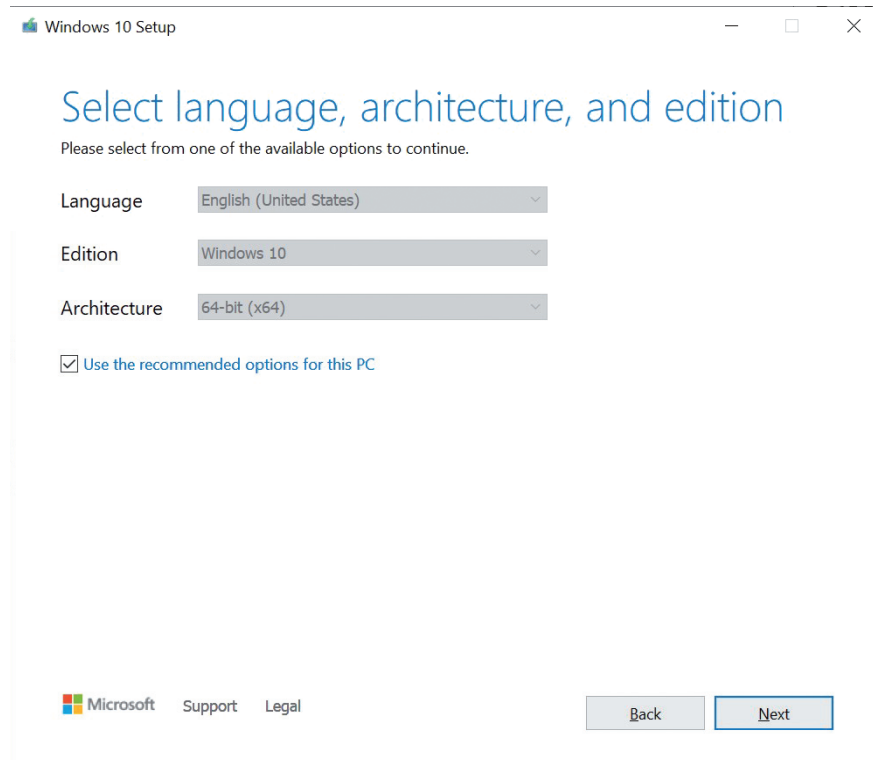 Windows 10 Setup
Select language, architecture, and edition
Please select from one of the available options to continue.
Language English (United States)
Edition Windows 10
Architecture 64-bit (x64)
Use the recommended options for this PC
Microsoft Support Legal Back Next